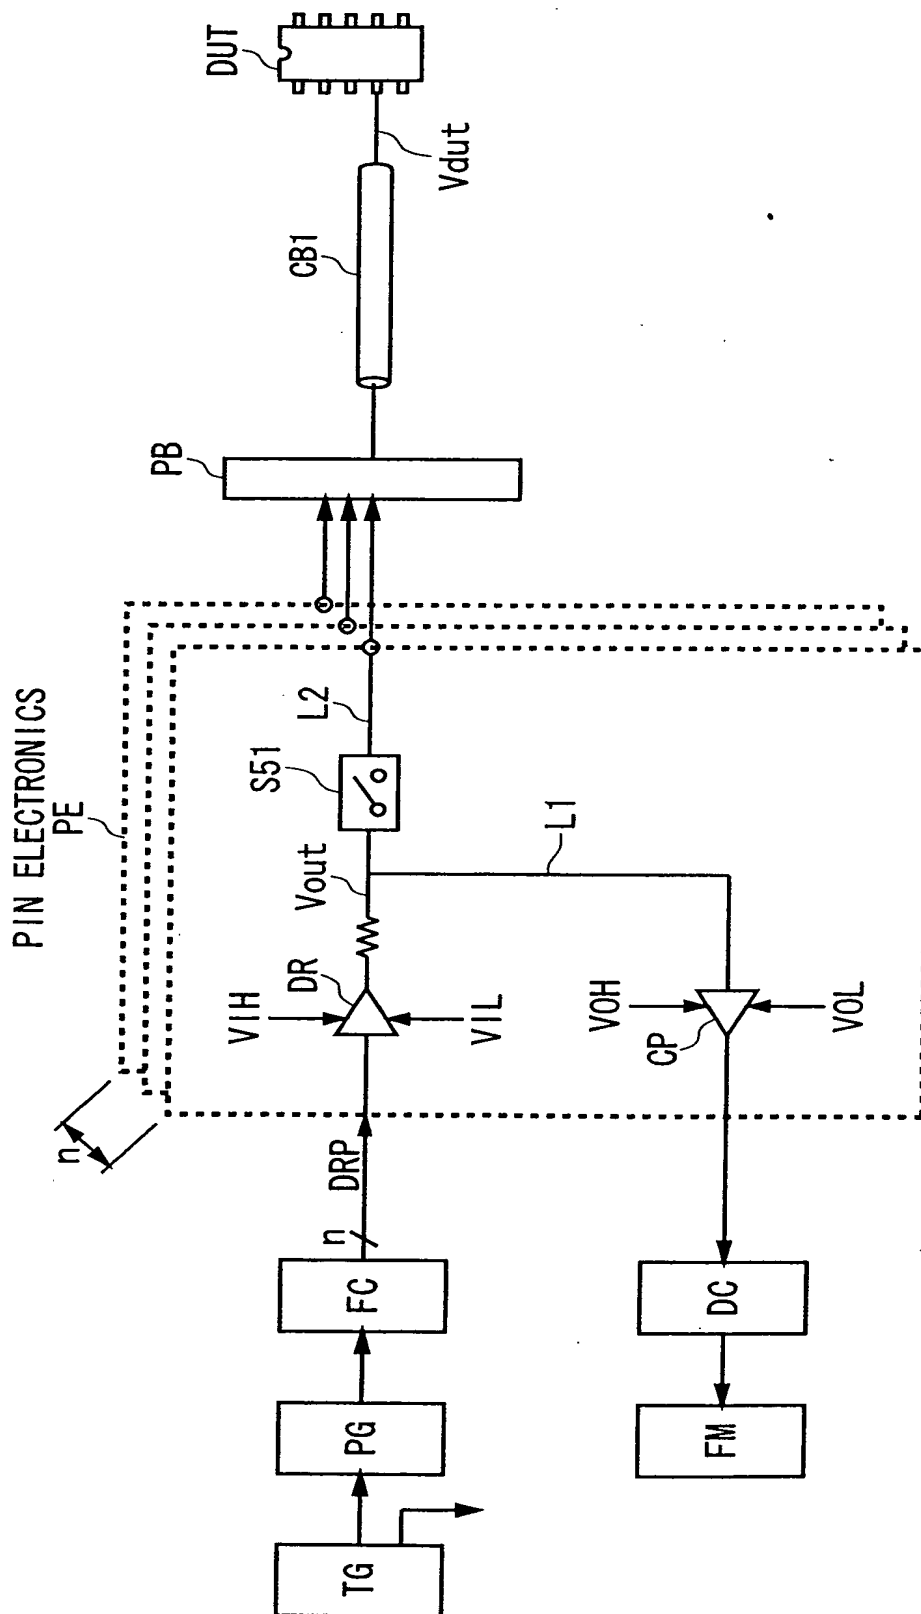 PIN ELECTRONICS
PE
n
TG
PG
FC
n
DRP
VIH
DR
VIL
Vout
S51
L2
PB
CB1
Vdut
DUT
L1
VOH
CP
VOL
DC
FM